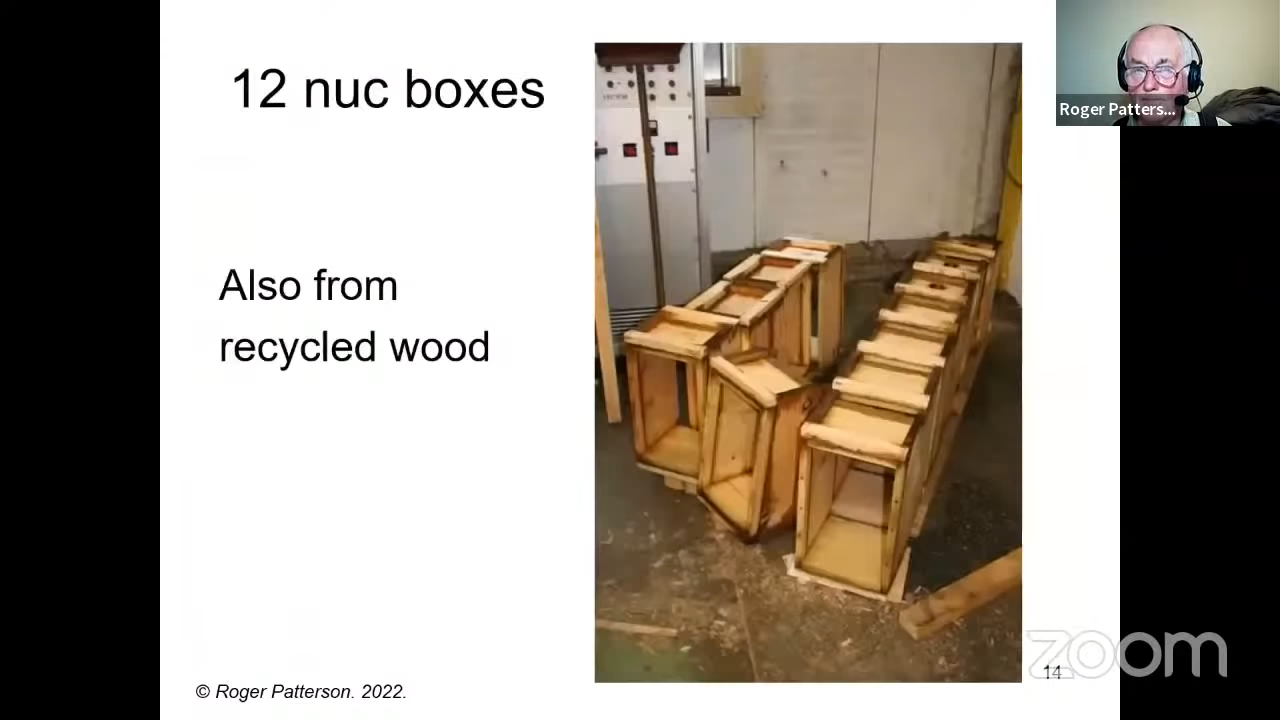 12 nuc boxes
Roger Patters...
Also from
recycled wood
zoom
14
© Roger Patterson. 2022.